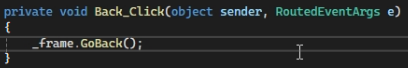 private void Back_Click(object sender, RoutedEventArgs e)
{
    _frame.GoBack();
}